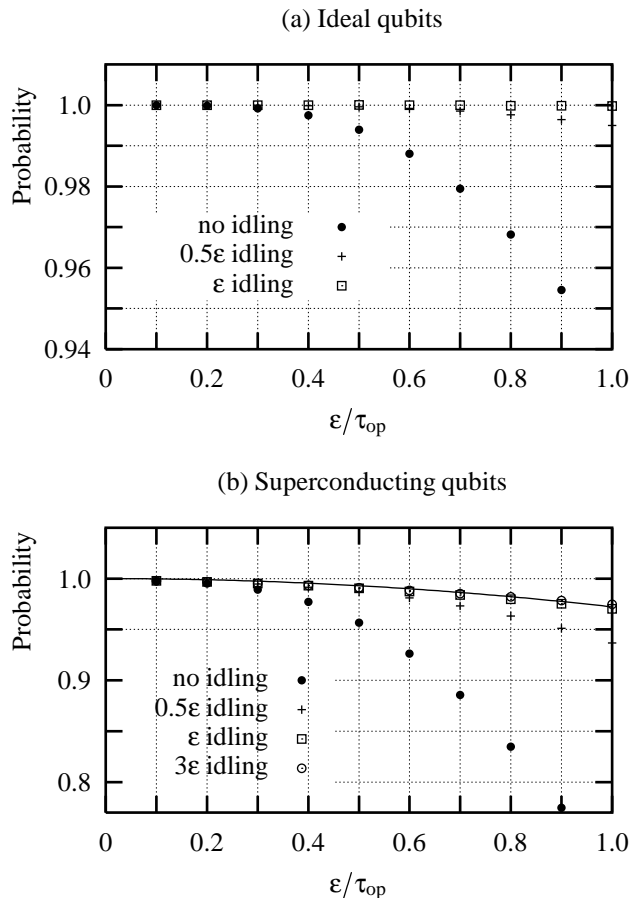 (a) Ideal qubits
Probability
1.0
0.98
0.96
0.94
no idling
0.5ε idling
ε idling
0 0.2 0.4 0.6 0.8 1.0
ε/τop
(b) Superconducting qubits
Probability
1.0
0.9
0.8
no idling
0.5ε idling
ε idling
3ε idling
0 0.2 0.4 0.6 0.8 1.0
ε/τop